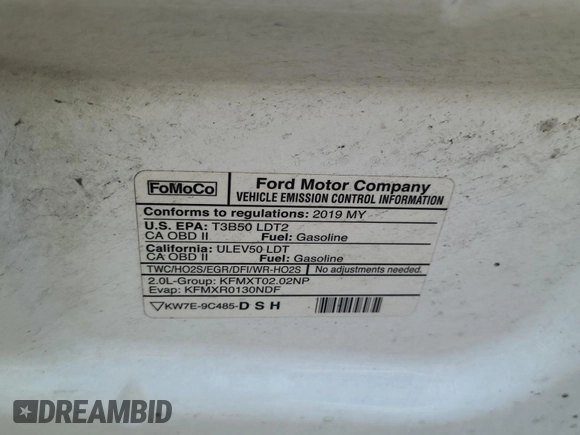 FoMoCo
Ford Motor Company
VEHICLE EMISSION CONTROL INFORMATION
Conforms to regulations: 2019 MY
U.S. EPA: T3B50 LDT2
CA OBD II Fuel: Gasoline
California: ULEV50 LDT
CA OBD II Fuel: Gasoline
TWC/HO2S/EGR/DFI/WR-HO2S No adjustments needed.
2.0L-Group: KFMXT02.02NP
Evap: KFMXR0130NDF
KW7E-9C485-D S H
DREAMBID